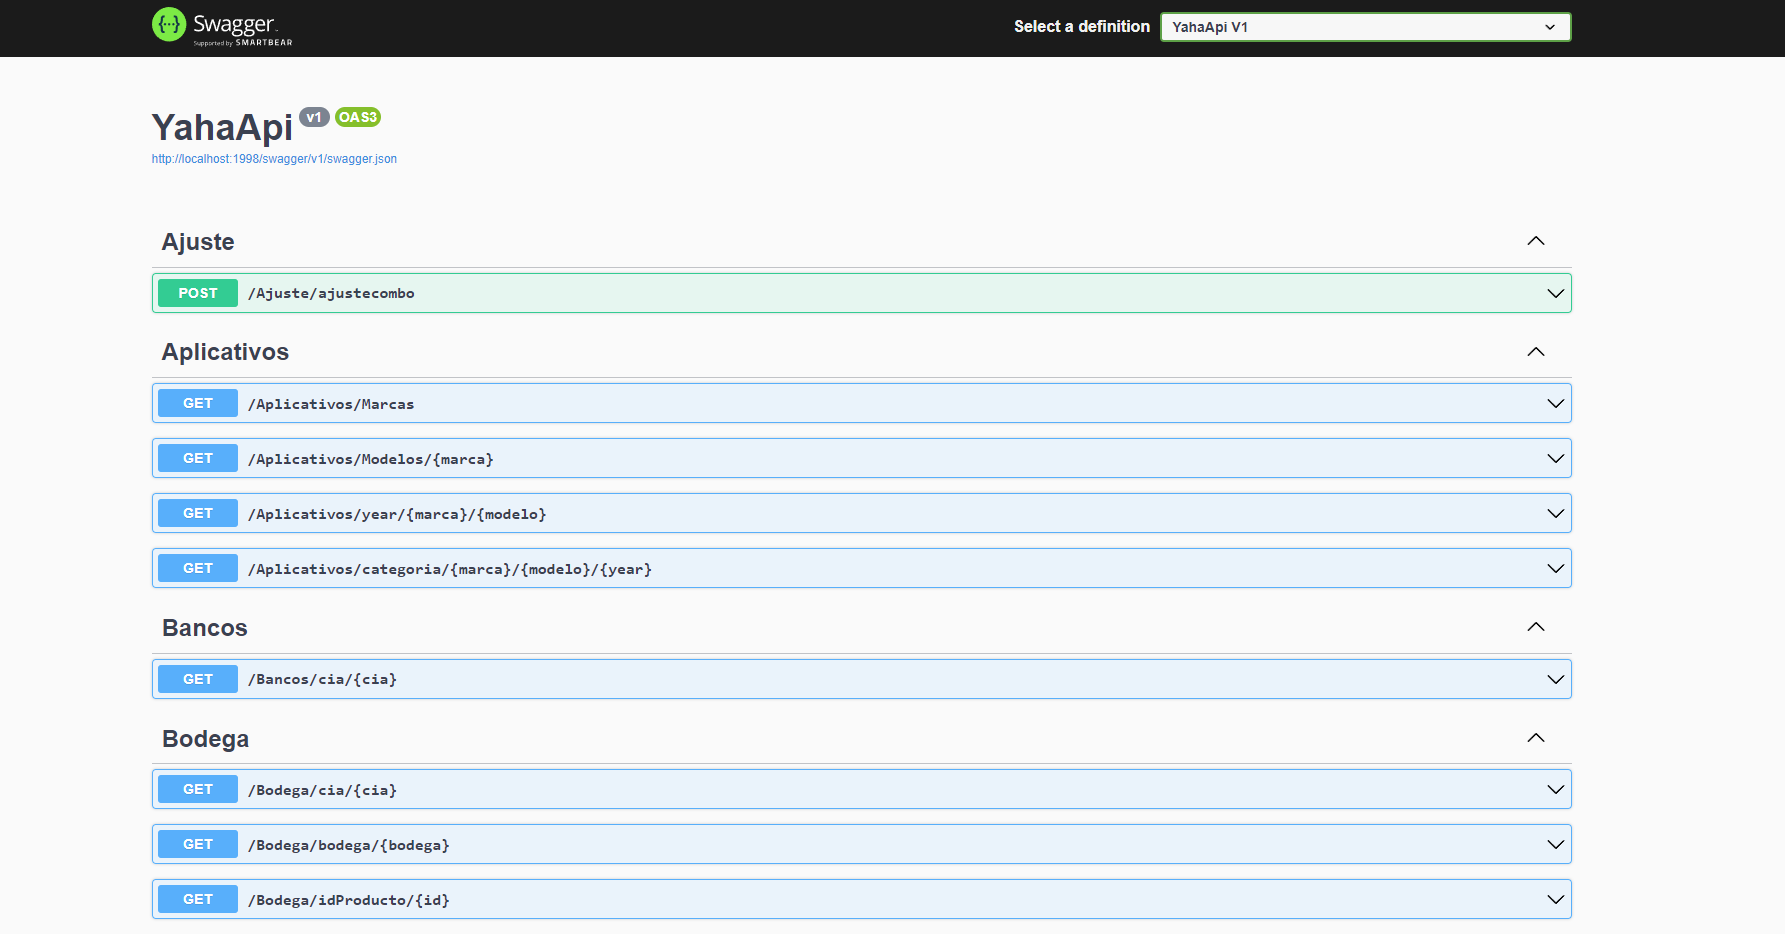 Swagger
Supported by SMARTBEAR
Select a definition
YahaApi V1
YahaApi v1 OAS3
http://localhost:1998/swagger/v1/swagger.json
Ajuste
POST /Ajuste/ajustecombo
Aplicativos
GET /Aplicativos/Marcas
GET /Aplicativos/Modelos/{marca}
GET /Aplicativos/year/{marca}/{modelo}
GET /Aplicativos/categoria/{marca}/{modelo}/{year}
Bancos
GET /Bancos/cia/{cia}
Bodega
GET /Bodega/cia/{cia}
GET /Bodega/bodega/{bodega}
GET /Bodega/idProducto/{id}